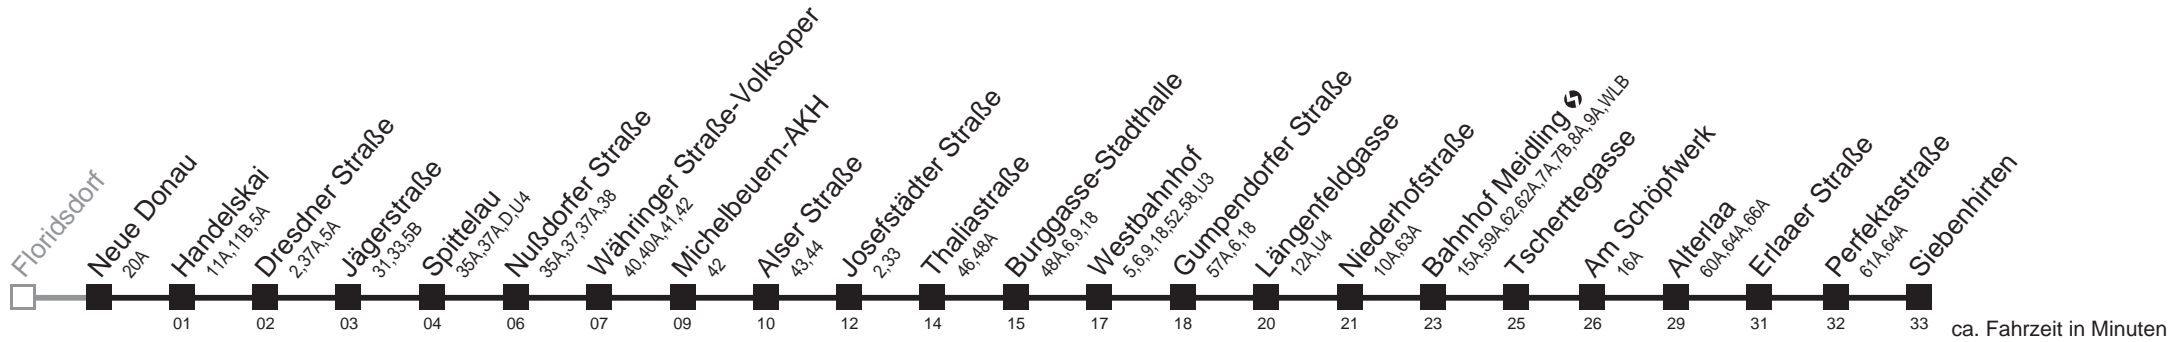 Floridsdorf
Neue Donau
20A
Handelskai
11A,11B,5A
Dresdner Straße
2,37A,5A
Jägerstraße
31,33,5B
Spittelau
35A,37A,D,U4
Nußdorfer Straße
35A,37,37A,38
Währinger Straße-Volksoper
40,40A,41,42
Michelbeuern-AKH
42
Alser Straße
43,44
Josefstädter Straße
2,33
Thaliastraße
46,48A
Burggasse-Stadthalle
48A,6,9,18
Westbahnhof
5,6,9,18,52,58,U3
Gumpendorfer Straße
57A,6,18
Längenfeldgasse
12A,U4
Niederhofstraße
10A,63A
Bahnhof Meidling
15A,59A,62,62A,7A,7B,8A,9A,WLB
Tscherttegasse
Am Schöpfwerk
16A
Alterlaa
60A,64A,66A
Erlaaer Straße
Perfektastraße
61A,64A
Siebenhirten
01 02 03 04 06 07 09 10 12 14 15 17 18 20 21 23 25 26 29 31 32 33 ca. Fahrzeit in Minuten